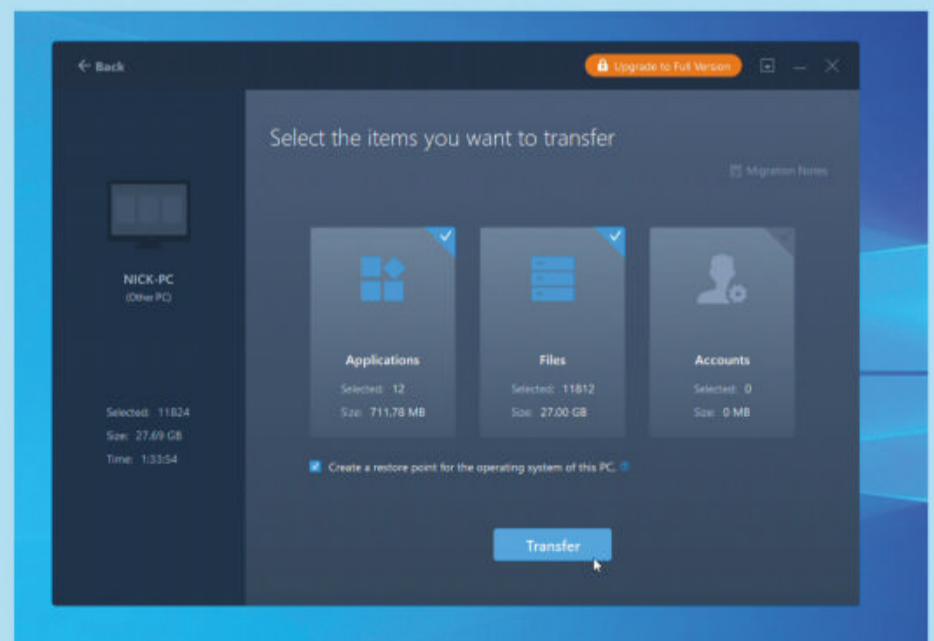 Back
Upgrade to Full Version
Select the items you want to transfer
Migration Notes
NICK-PC
(Other PC)
Applications
Selected: 12
Size: 711.78 MB
Files
Selected: 11812
Size: 27.00 GB
Accounts
Selected: 0
Size: 0 MB
Selected: 11824
Size: 27.69 GB
Time: 1:33:54
Create a restore point for the operating system of this PC.
Transfer